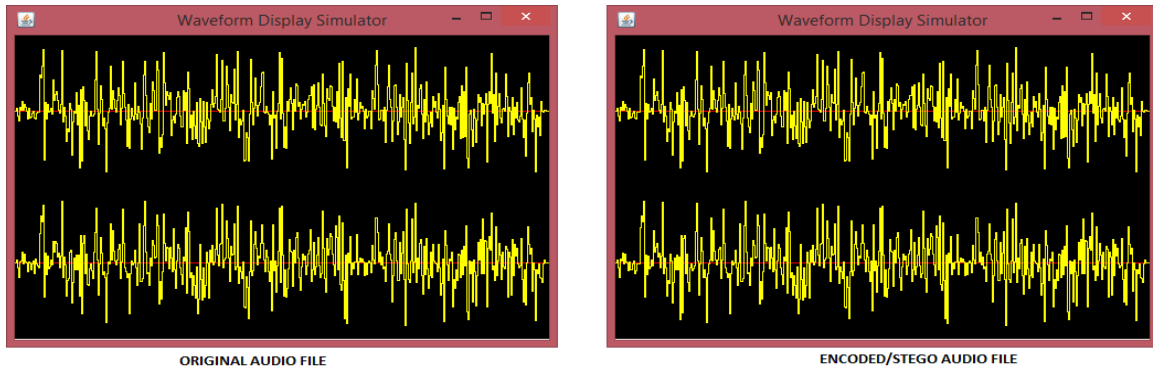 Waveform Display Simulator
Waveform Display Simulator
ORIGINAL AUDIO FILE
ENCODED/STEGO AUDIO FILE